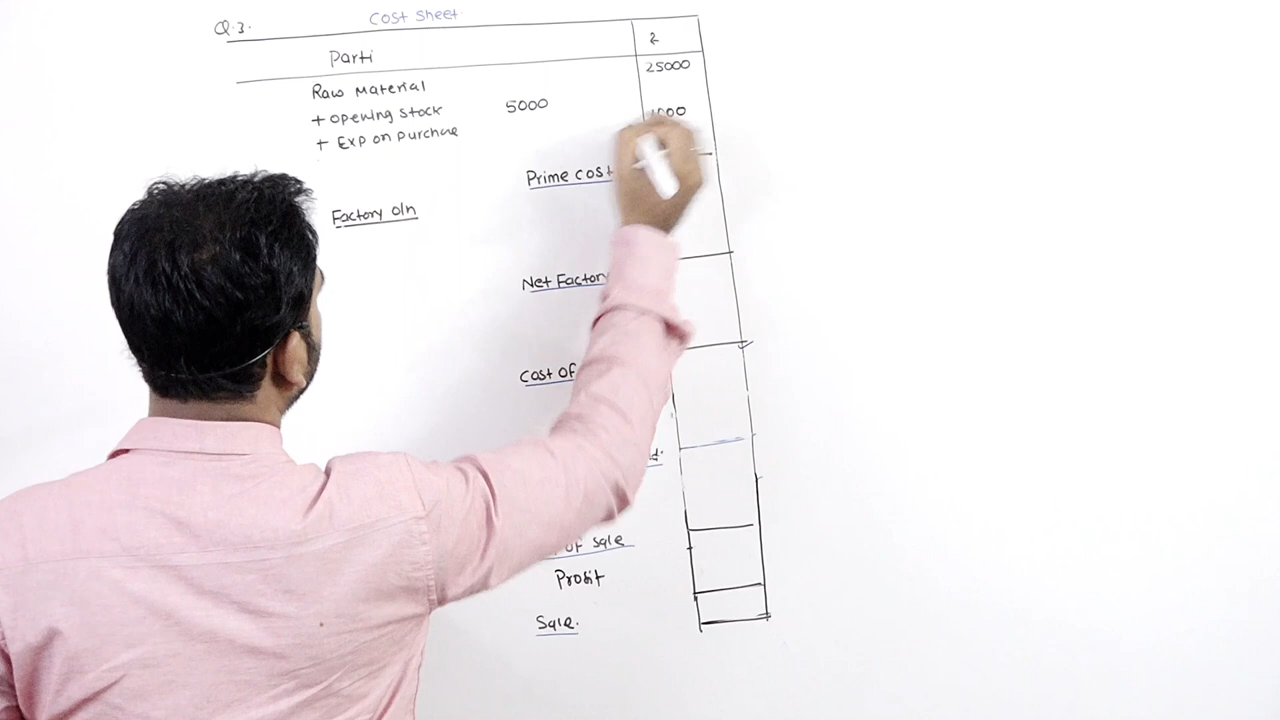 Q.3. Cost Sheet
Parti ₹
Raw Material 25000
+ Opening Stock 5000
+ Exp on Purchase
Prime cost
Factory o/h
Net Factory
Cost Of
of Sale
Profit
Sale.